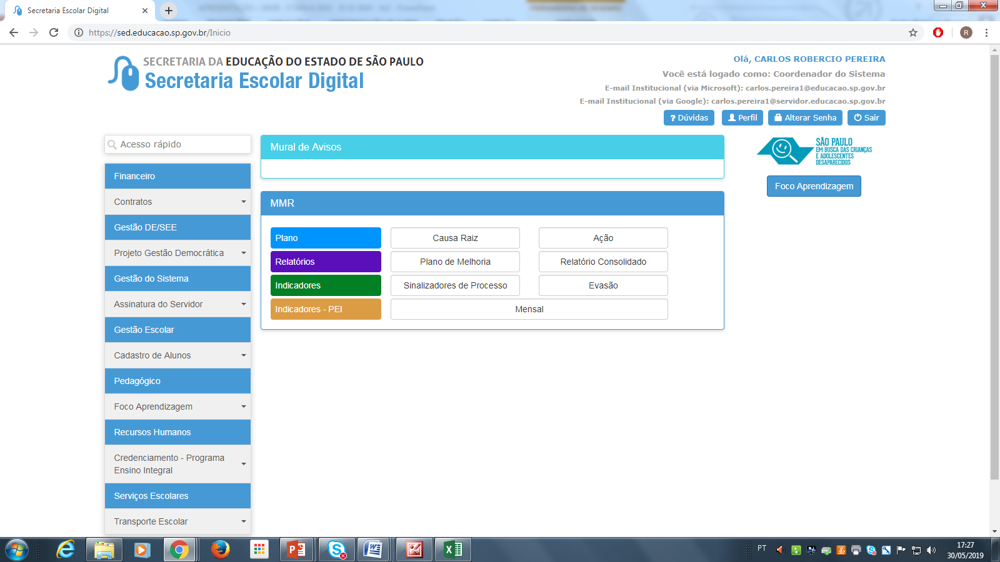 Secretaria Escolar Digital
https://sed.educacao.sp.gov.br/Inicio
R
SECRETARIA DA EDUCAÇÃO DO ESTADO DE SÃO PAULO
Secretaria Escolar Digital
Olá, CARLOS ROBERCIO PEREIRA
Você está logado como: Coordenador do Sistema
E-mail Institucional (via Microsoft): carlos.pereira1@educacao.sp.gov.br
E-mail Institucional (via Google): carlos.pereira1@servidor.educacao.sp.gov.br
? Dúvidas Perfil Alterar Senha Sair
Acesso rápido
Financeiro
Contratos
Gestão DE/SEE
Projeto Gestão Democrática
Gestão do Sistema
Assinatura do Servidor
Gestão Escolar
Cadastro de Alunos
Pedagógico
Foco Aprendizagem
Recursos Humanos
Credenciamento - Programa
Ensino Integral
Serviços Escolares
Transporte Escolar
Mural de Avisos
MMR
Plano Causa Raiz Ação
Relatórios Plano de Melhoria Relatório Consolidado
Indicadores Sinalizadores de Processo Evasão
Indicadores - PEI Mensal
SÃO PAULO
EM BUSCA DAS CRIANÇAS
E ADOLESCENTES
DESAPARECIDOS
Foco Aprendizagem
PT
17:27
30/05/2019